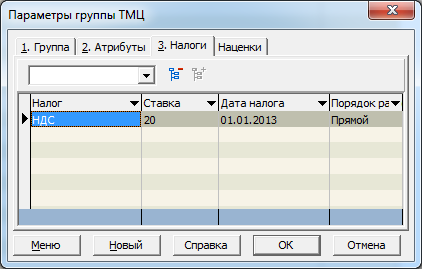 Параметры группы ТМЦ
1. Группа 2. Атрибуты 3. Налоги Наценки
Налог Ставка Дата налога Порядок ра
НДС 20 01.01.2013 Прямой
Меню Новый Справка OK Отмена